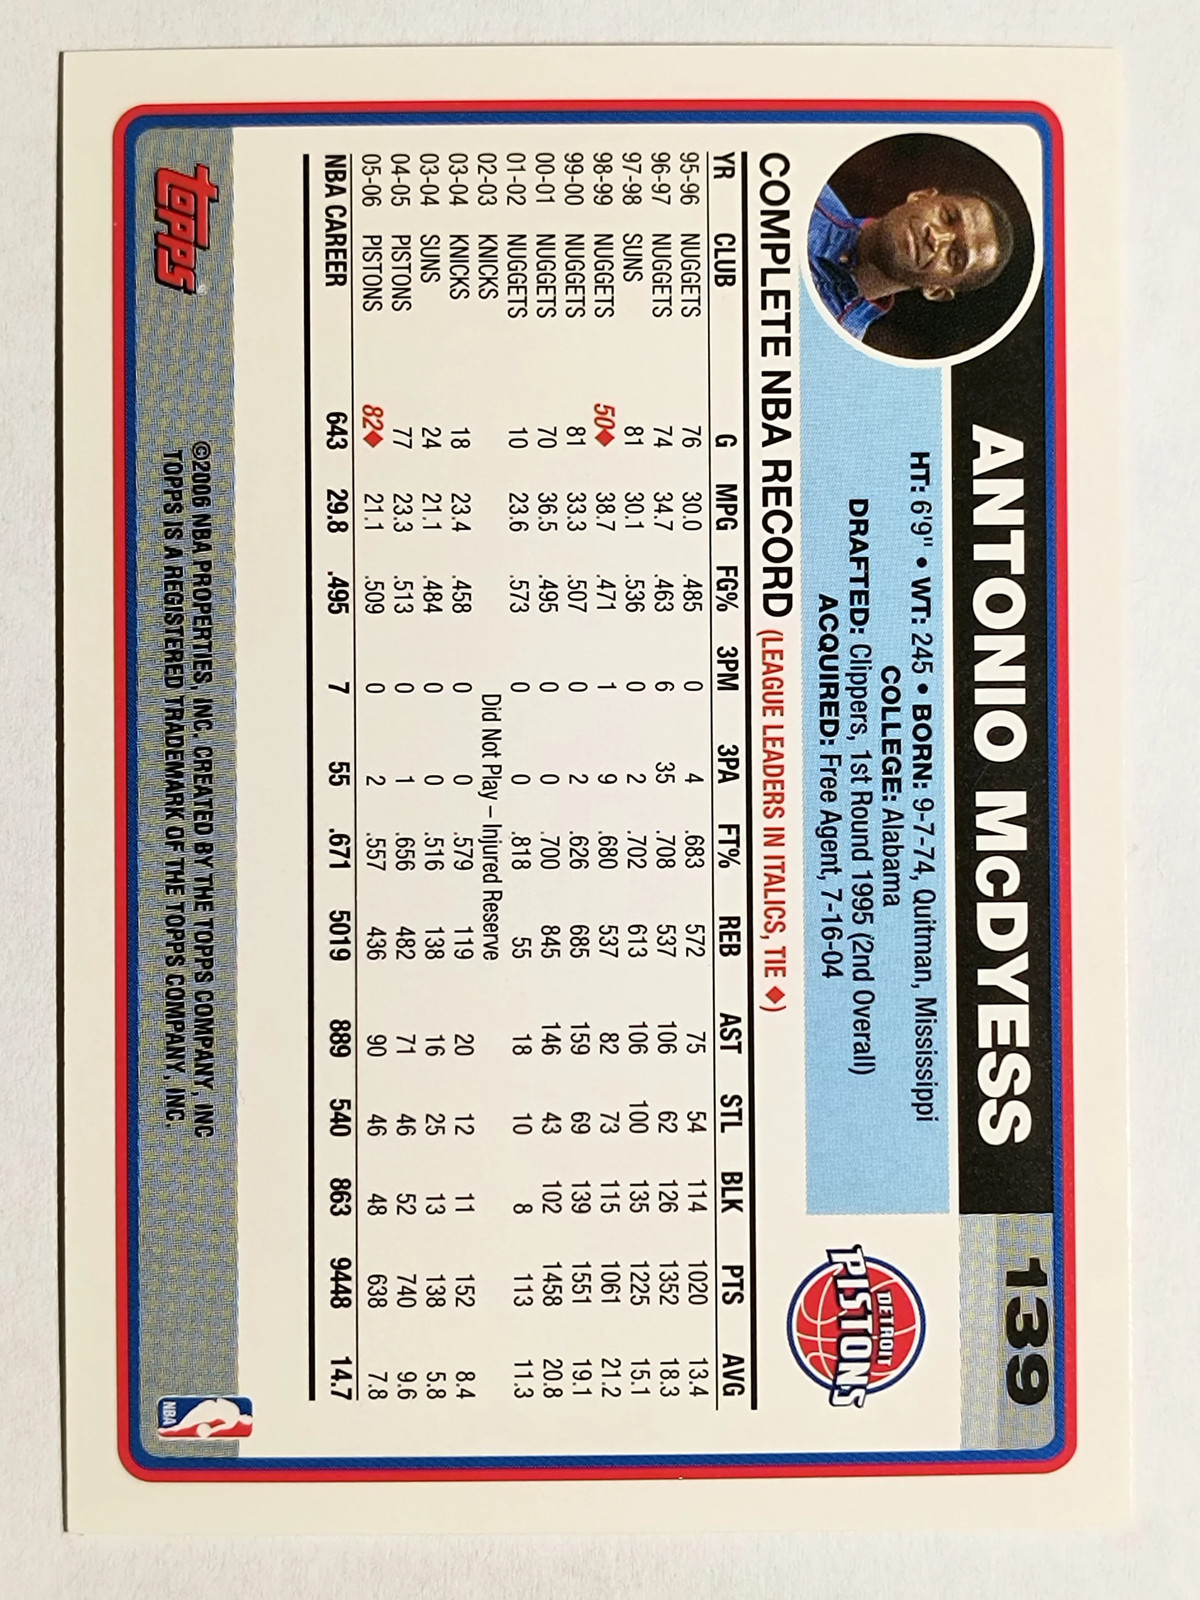 ANTONIO McDYESS
139
HT: 6'9" • WT: 245 • BORN: 9-7-74, Quitman, Mississippi
COLLEGE: Alabama
DRAFTED: Clippers, 1st Round 1995 (2nd Overall)
ACQUIRED: Free Agent, 7-16-04
DETROIT
PISTONS
COMPLETE NBA RECORD (LEAGUE LEADERS IN ITALICS, TIE ♦)
YR CLUB G MPG FG% 3PM 3PA FT% REB AST STL BLK PTS AVG
95-96 NUGGETS 76 30.0 .485 0 4 .683 572 75 54 114 1020 13.4
96-97 NUGGETS 74 34.7 .463 6 35 .708 537 106 62 126 1352 18.3
97-98 SUNS 81 30.1 .536 0 2 .702 613 106 100 135 1225 15.1
98-99 NUGGETS 50♦ 38.7 .471 1 9 .680 537 82 73 115 1061 21.2
99-00 NUGGETS 81 33.3 .507 0 2 .626 685 159 69 139 1551 19.1
00-01 NUGGETS 70 36.5 .495 0 0 .700 845 146 43 102 1458 20.8
01-02 NUGGETS 10 23.6 .573 0 0 .818 55 18 10 8 113 11.3
02-03 KNICKS Did Not Play – Injured Reserve
03-04 KNICKS 18 23.4 .458 0 0 .579 119 20 12 11 152 8.4
03-04 SUNS 24 21.1 .484 0 0 .516 138 16 25 13 138 5.8
04-05 PISTONS 77 23.3 .513 0 1 .656 482 71 46 52 740 9.6
05-06 PISTONS 82♦ 21.1 .509 0 2 .557 436 90 46 48 638 7.8
NBA CAREER 643 29.8 .495 7 55 .671 5019 889 540 863 9448 14.7
topps
©2006 NBA PROPERTIES, INC. CREATED BY THE TOPPS COMPANY, INC
TOPPS IS A REGISTERED TRADEMARK OF THE TOPPS COMPANY, INC.
NBA